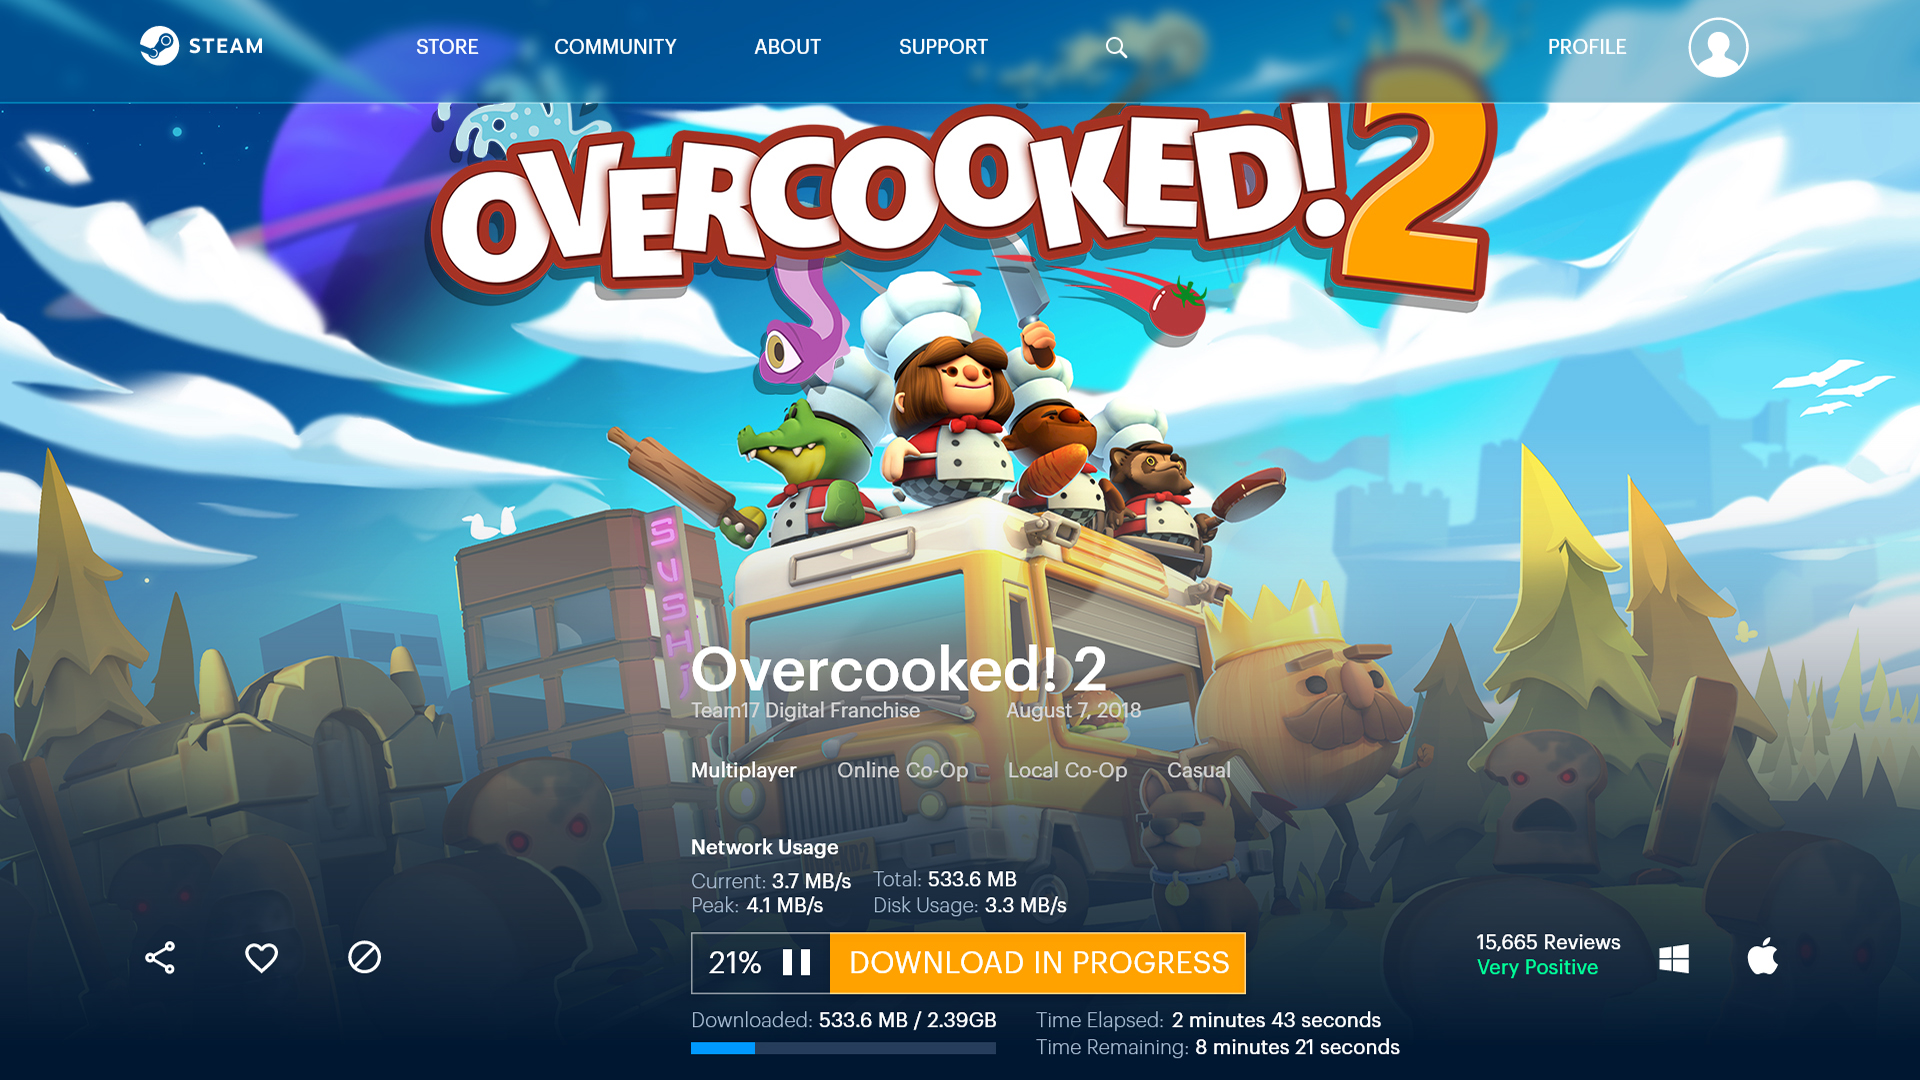 STEAM
STORE
COMMUNITY
ABOUT
SUPPORT
PROFILE
OVERCOOKED! 2
SUSHI
Overcooked! 2
Team17 Digital Franchise
August 7, 2018
Multiplayer
Online Co-Op
Local Co-Op
Casual
Network Usage
Current: 3.7 MB/s
Total: 533.6 MB
Peak: 4.1 MB/s
Disk Usage: 3.3 MB/s
21%
DOWNLOAD IN PROGRESS
15,665 Reviews
Very Positive
Downloaded: 533.6 MB / 2.39GB
Time Elapsed: 2 minutes 43 seconds
Time Remaining: 8 minutes 21 seconds